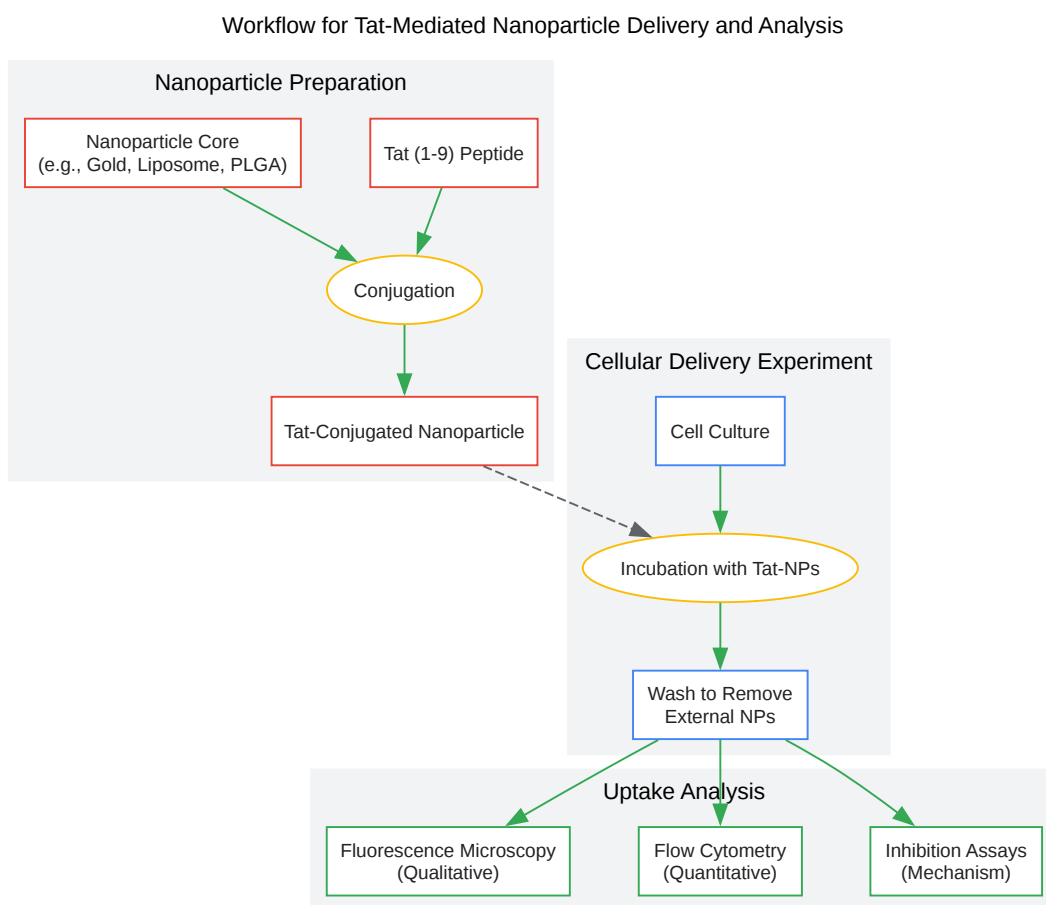 Workflow for Tat-Mediated Nanoparticle Delivery and Analysis
Nanoparticle Preparation
Nanoparticle Core
(e.g., Gold, Liposome, PLGA)
Tat (1-9) Peptide
Conjugation
Tat-Conjugated Nanoparticle
Cellular Delivery Experiment
Cell Culture
Incubation with Tat-NPs
Wash to Remove
External NPs
Uptake Analysis
Fluorescence Microscopy
(Qualitative)
Flow Cytometry
(Quantitative)
Inhibition Assays
(Mechanism)